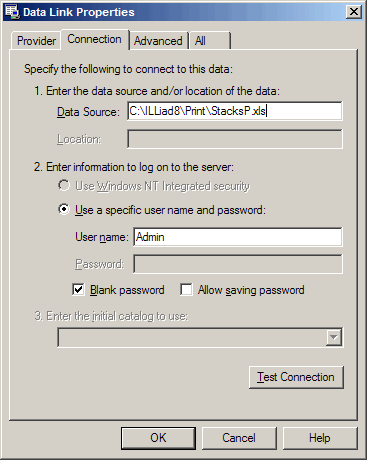 Data Link Properties
Provider Connection Advanced All
Specify the following to connect to this data:
1. Enter the data source and/or location of the data:
Data Source: C:\ILLiad8\Print\StacksP.xls
Location:
2. Enter information to log on to the server:
Use Windows NT Integrated security
Use a specific user name and password:
User name: Admin
Password:
Blank password Allow saving password
3. Enter the initial catalog to use:
Test Connection
OK Cancel Help